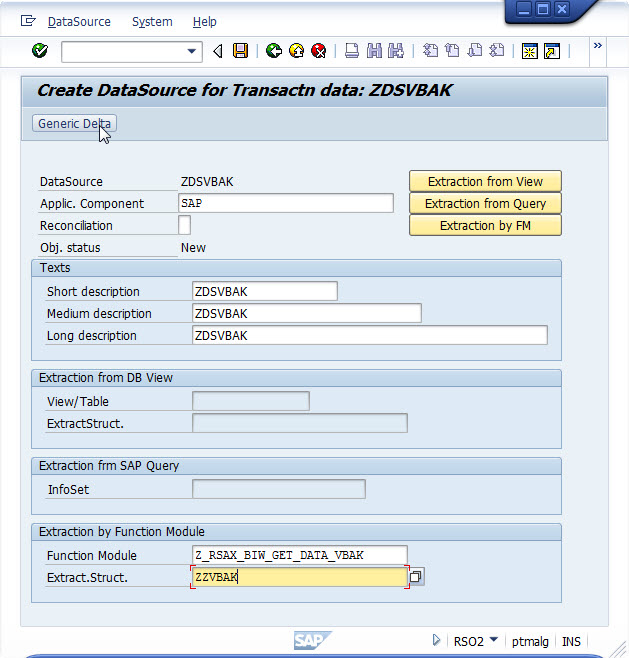 DataSource System Help
»
Create DataSource for Transactn data: ZDSVBAK
Generic Delta
DataSource ZDSVBAK Extraction from View
Applic. Component SAP Extraction from Query
Reconciliation Extraction by FM
Obj. status New
Texts
Short description ZDSVBAK
Medium description ZDSVBAK
Long description ZDSVBAK
Extraction from DB View
View/Table
ExtractStruct.
Extraction frm SAP Query
InfoSet
Extraction by Function Module
Function Module Z_RSAX_BIW_GET_DATA_VBAK
Extract.Struct. ZZVBAK
SAP RSO2 ptmalg INS